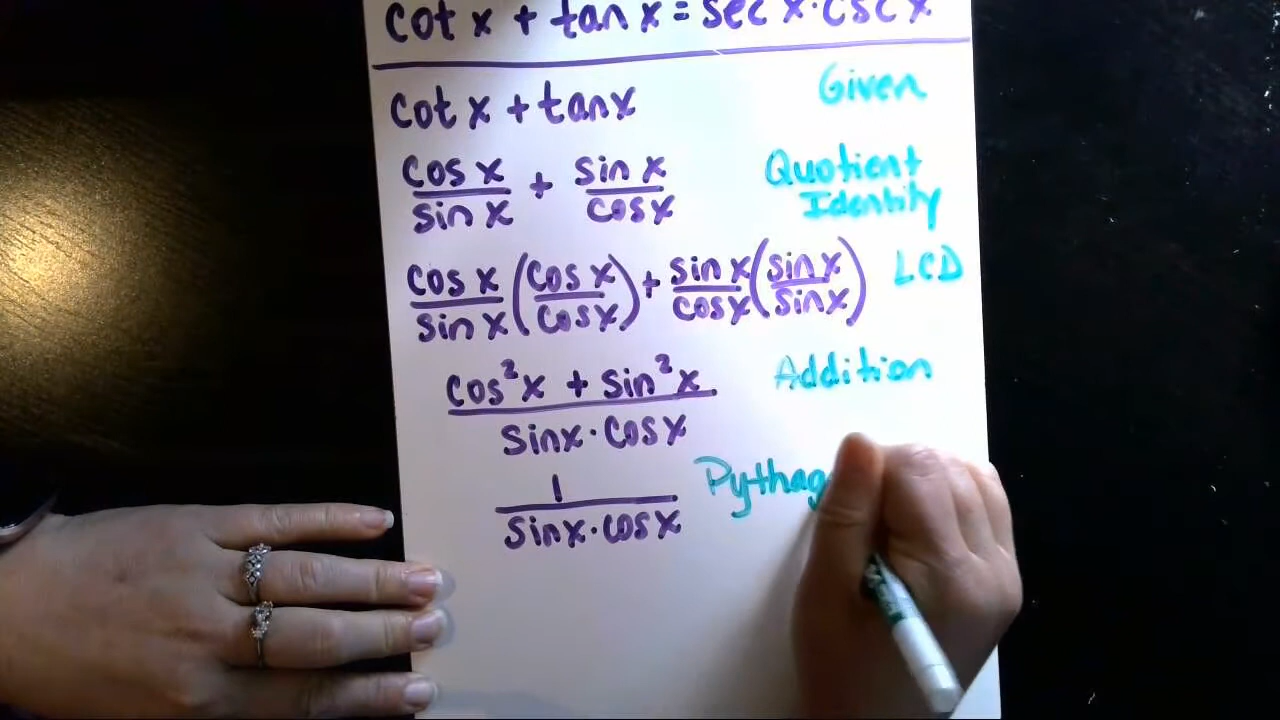 cot x + tan x = sec x · csc x
cot x + tan x Given
cos x / sin x + sin x / cos x Quotient
Identity
cos x / sin x (cos x / cos x) + sin x / cos x (sin x / sin x) LCD
cos²x + sin²x / sin x · cos x Addition
1 / sin x · cos x Pythag